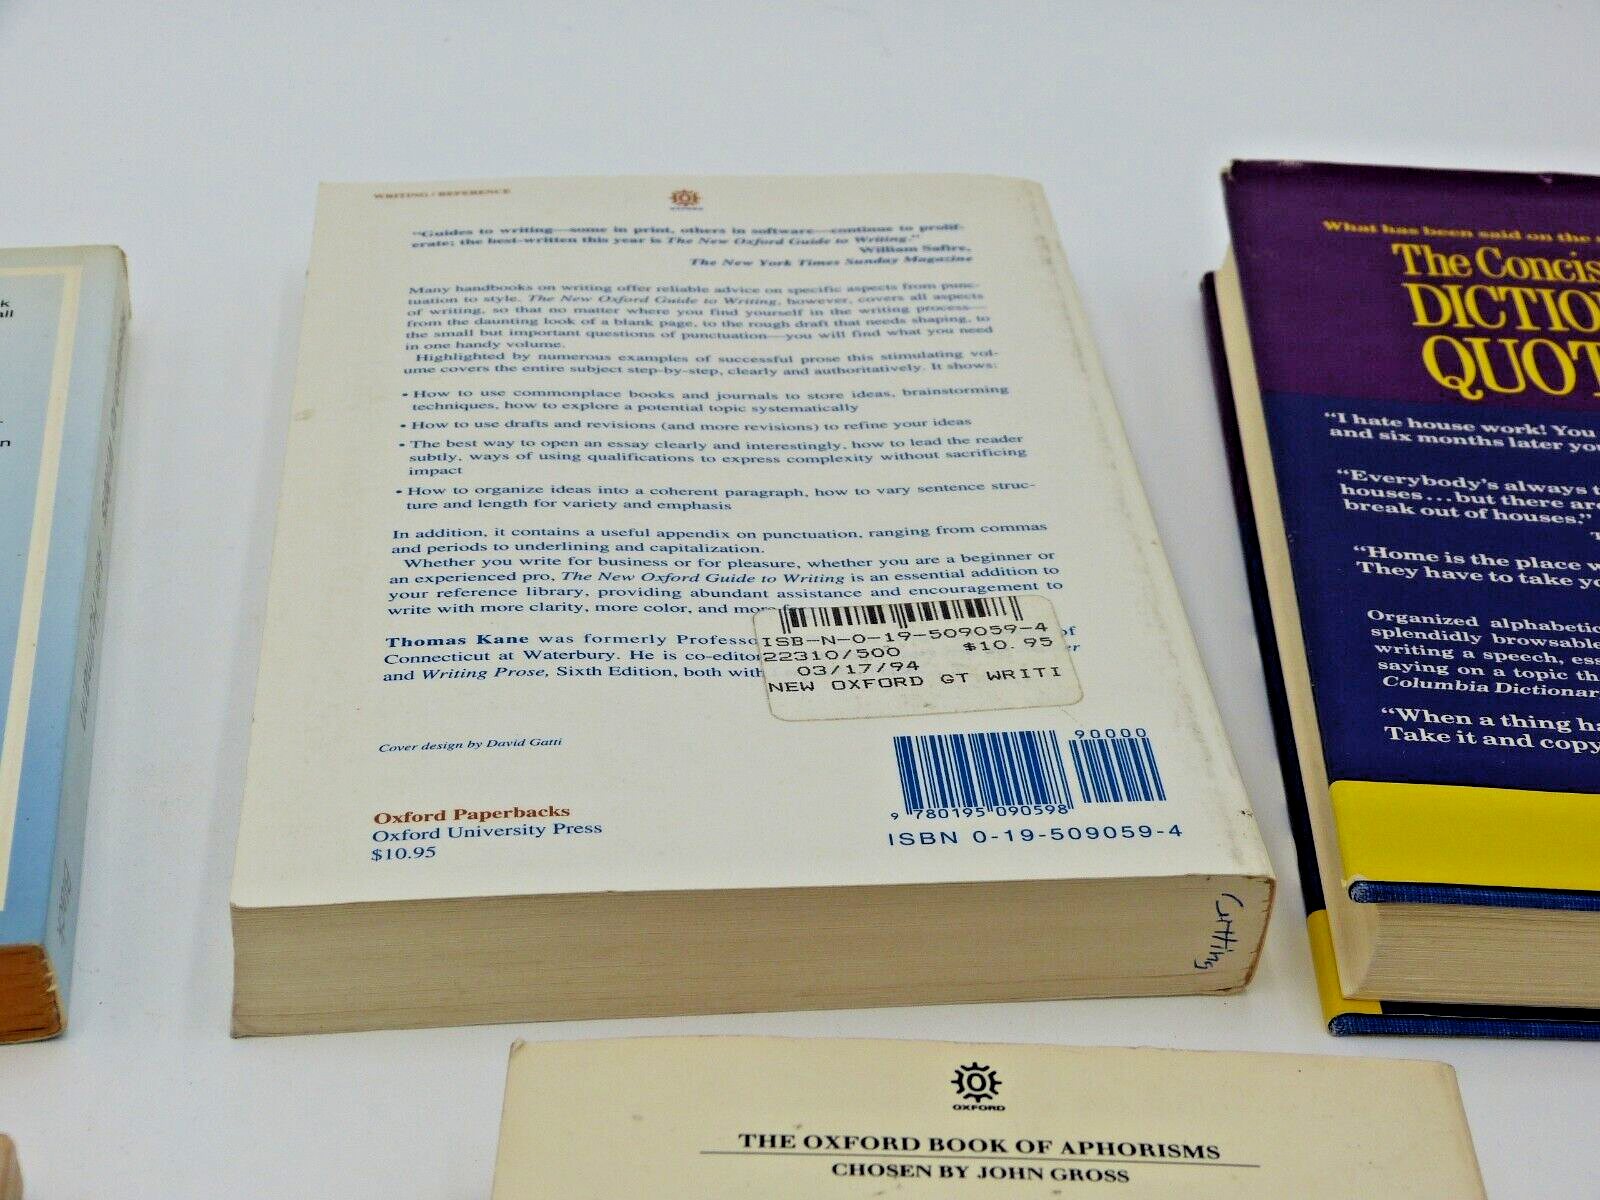 WRITING / REFERENCE
OXFORD
"Guides to writing—some in print, others in software—continue to prolif-
erate; the best-written this year is The New Oxford Guide to Writing."
William Safire,
The New York Times Sunday Magazine
Many handbooks on writing offer reliable advice on specific aspects from punc-
tuation to style. The New Oxford Guide to Writing, however, covers all aspects
of writing, so that no matter where you find yourself in the writing process—
from the daunting look of a blank page, to the rough draft that needs shaping, to
the small but important questions of punctuation—you will find what you need
in one handy volume.
Highlighted by numerous examples of successful prose this stimulating vol-
ume covers the entire subject step-by-step, clearly and authoritatively. It shows:
• How to use commonplace books and journals to store ideas, brainstorming
techniques, how to explore a potential topic systematically
• How to use drafts and revisions (and more revisions) to refine your ideas
• The best way to open an essay clearly and interestingly, how to lead the reader
subtly, ways of using qualifications to express complexity without sacrificing
impact
• How to organize ideas into a coherent paragraph, how to vary sentence struc-
ture and length for variety and emphasis
In addition, it contains a useful appendix on punctuation, ranging from commas
and periods to underlining and capitalization.
Whether you write for business or for pleasure, whether you are a beginner or
an experienced pro, The New Oxford Guide to Writing is an essential addition to
your reference library, providing abundant assistance and encouragement to
write with more clarity, more color, and more
Thomas Kane was formerly Professo of
Connecticut at Waterbury. He is co-edito
and Writing Prose, Sixth Edition, both with
ISB-N-0-19-509059-4
22310/500 $10.95
03/17/94
NEW OXFORD GT WRITI
Cover design by David Gatti
90000
9 780195 090598
ISBN 0-19-509059-4
Oxford Paperbacks
Oxford University Press
$10.95
What has been said on the
The Concis
DICTIO
QUOT
"I hate house work! You
and six months later you
"Everybody's always t
houses...but there are
break out of houses."
"Home is the place w
They have to take yo
Organized alphabetic
splendidly browsable
writing a speech, ess
saying on a topic th
Columbia Dictionar
"When a thing ha
Take it and copy
OXFORD
THE OXFORD BOOK OF APHORISMS
CHOSEN BY JOHN GROSS